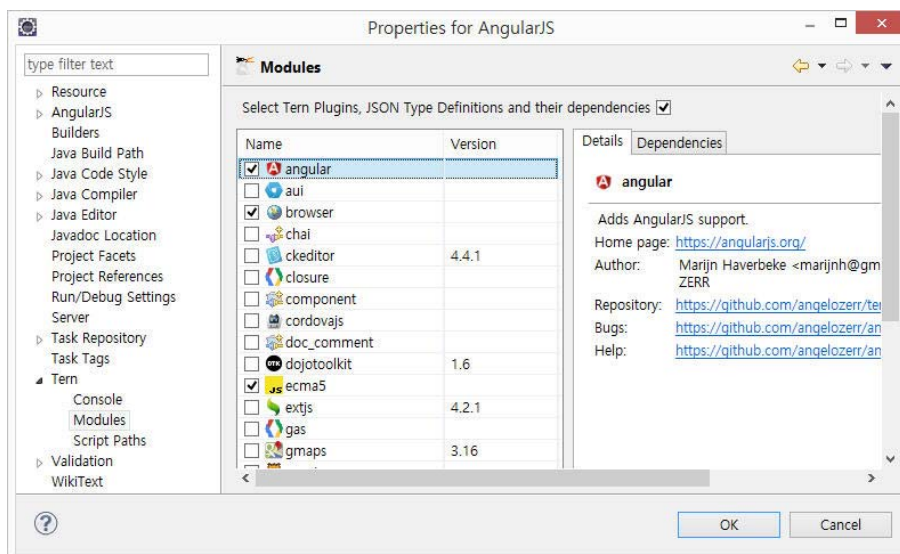 Properties for AngularJS
type filter text
Resource
AngularJS
Builders
Java Build Path
Java Code Style
Java Compiler
Java Editor
Javadoc Location
Project Facets
Project References
Run/Debug Settings
Server
Task Repository
Task Tags
Tern
Console
Modules
Script Paths
Validation
WikiText
Modules
Select Tern Plugins, JSON Type Definitions and their dependencies
Name Version
angular
aui
browser
chai
ckeditor 4.4.1
closure
component
cordovajs
doc_comment
dojotoolkit 1.6
JS ecma5
extjs 4.2.1
gas
gmaps 3.16
Details Dependencies
angular
Adds AngularJS support.
Home page: https://angularjs.org/
Author: Marijn Haverbeke <marijnh@gm
ZERR
Repository: https://github.com/angelozerr/ter
Bugs: https://github.com/angelozerr/an
Help: https://github.com/angelozerr/an
OK Cancel